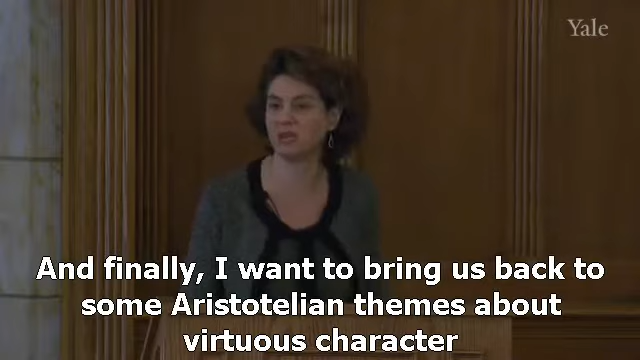 Yale
And finally, I want to bring us back to
some Aristotelian themes about
virtuous character